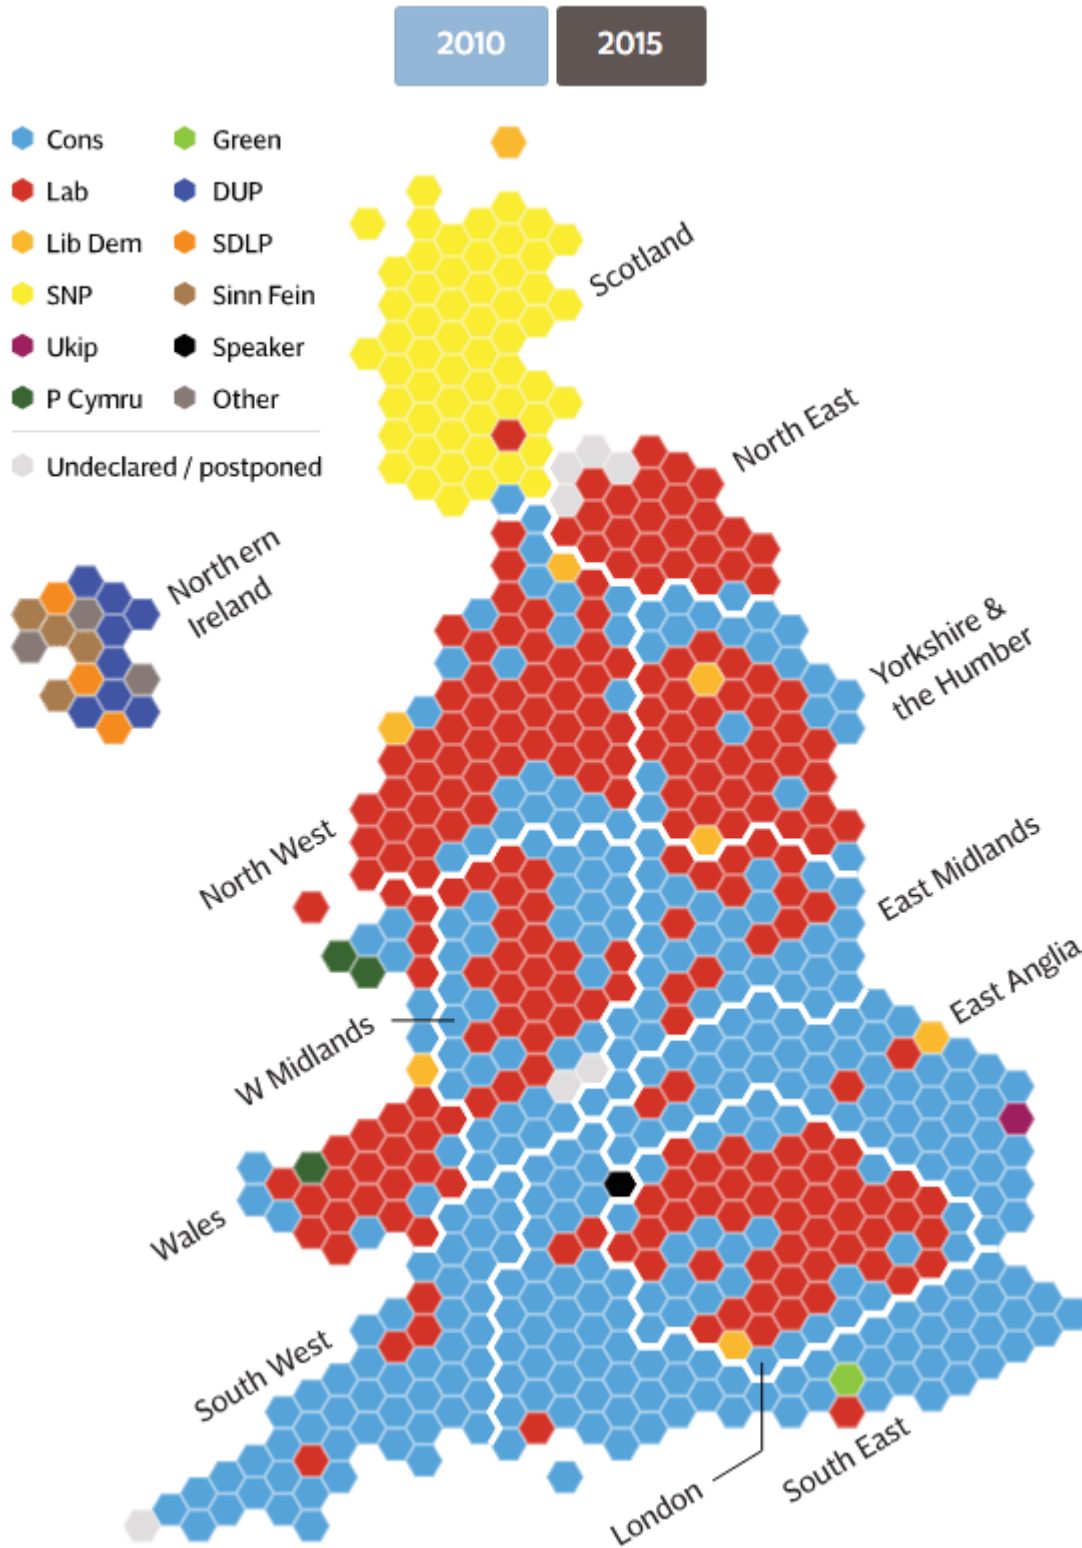 2010
2015
Cons
Green
Lab
DUP
Lib Dem
SDLP
SNP
Sinn Fein
Ukip
Speaker
P Cymru
Other
Undeclared / postponed
Scotland
North East
Northern
Ireland
Yorkshire &
the Humber
North West
East Midlands
East Anglia
W Midlands
Wales
South West
South East
London